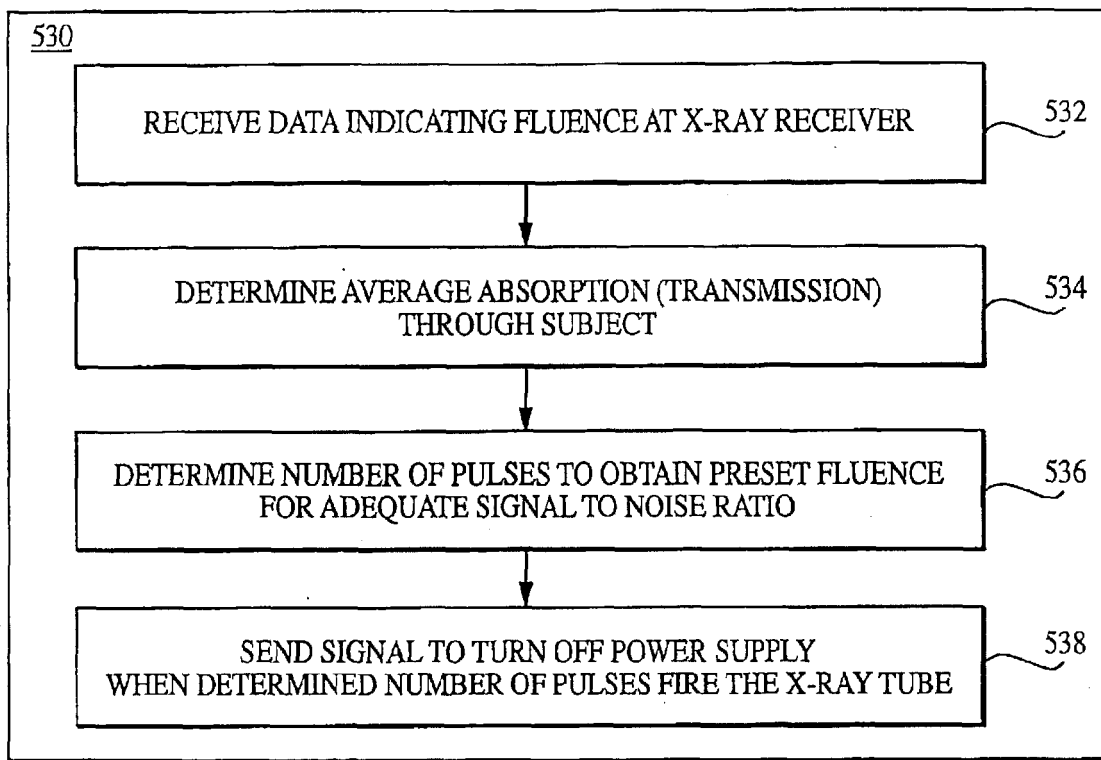 530
RECEIVE DATA INDICATING FLUENCE AT X-RAY RECEIVER
532
DETERMINE AVERAGE ABSORPTION (TRANSMISSION)
THROUGH SUBJECT
534
DETERMINE NUMBER OF PULSES TO OBTAIN PRESET FLUENCE
FOR ADEQUATE SIGNAL TO NOISE RATIO
536
SEND SIGNAL TO TURN OFF POWER SUPPLY
WHEN DETERMINED NUMBER OF PULSES FIRE THE X-RAY TUBE
538